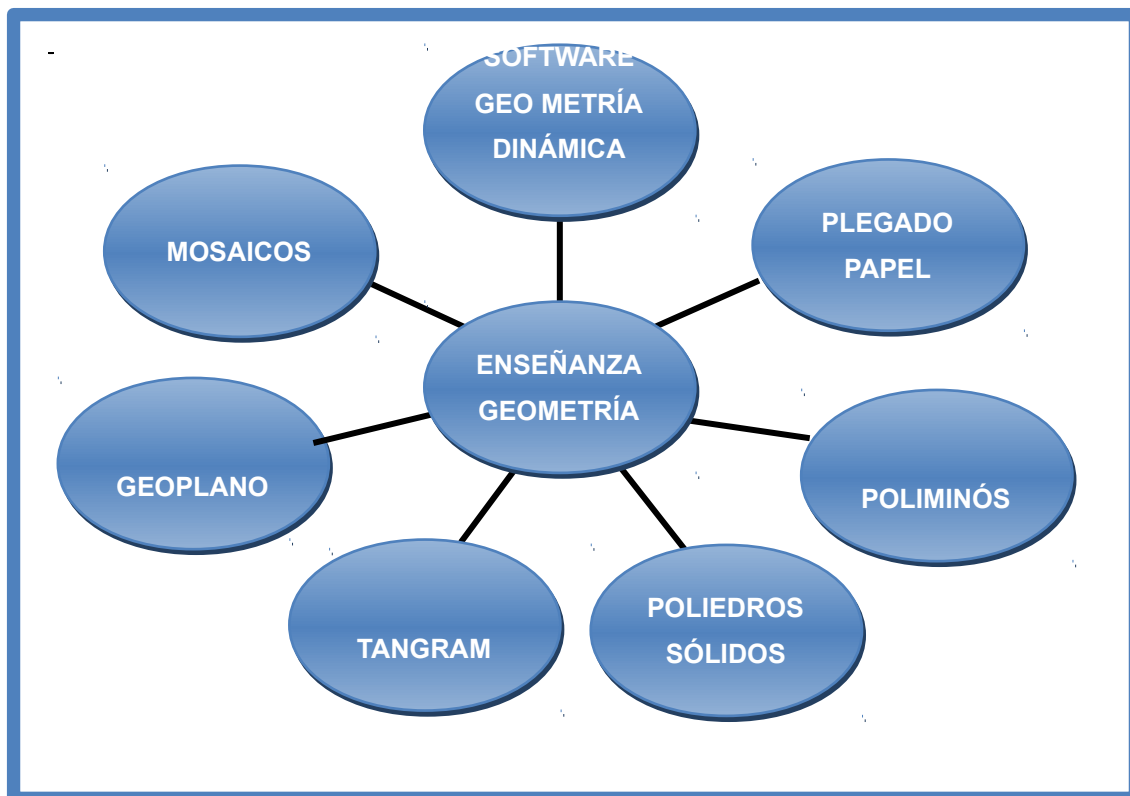 SOFTWARE
GEO METRÍA
DINÁMICA
PLEGADO
PAPEL
MOSAICOS
ENSEÑANZA
GEOMETRÍA
GEOPLANO
POLIMINÓS
POLIEDROS
SÓLIDOS
TANGRAM